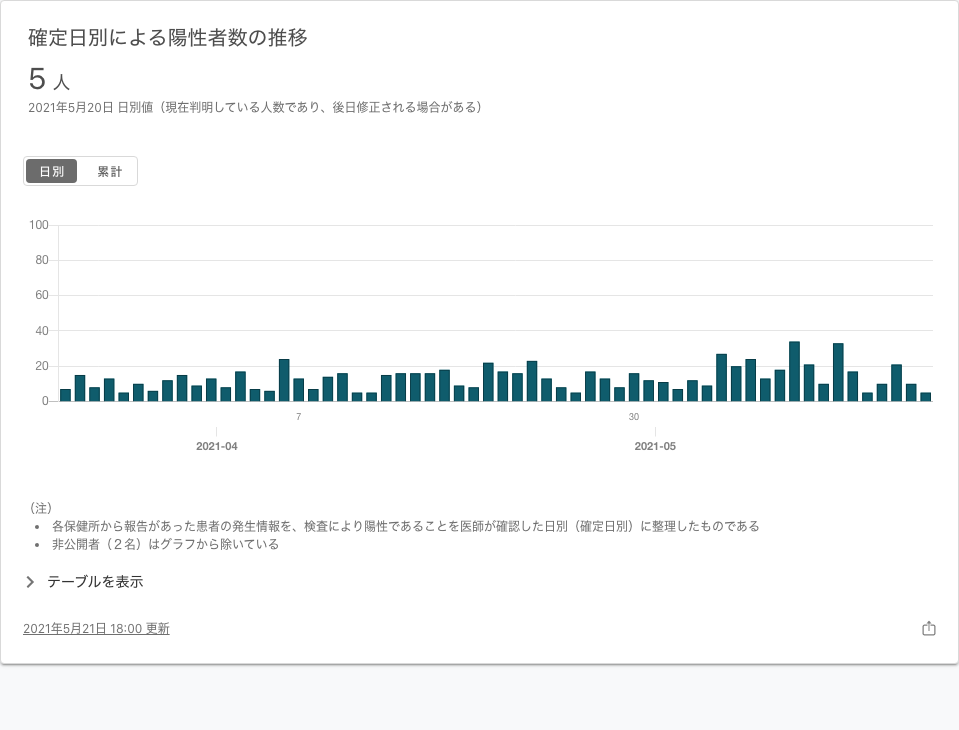 確定日別による陽性者数の推移
5 人
2021年5月20日 日別値（現在判明している人数であり、後日修正される場合がある）
日別 累計
100
80
60
40
20
0
7 30
2021-04 2021-05
（注）
• 各保健所から報告があった患者の発生情報を、検査により陽性であることを医師が確認した日別（確定日別）に整理したものである
• 非公開者（２名）はグラフから除いている
テーブルを表示
2021年5月21日 18:00 更新